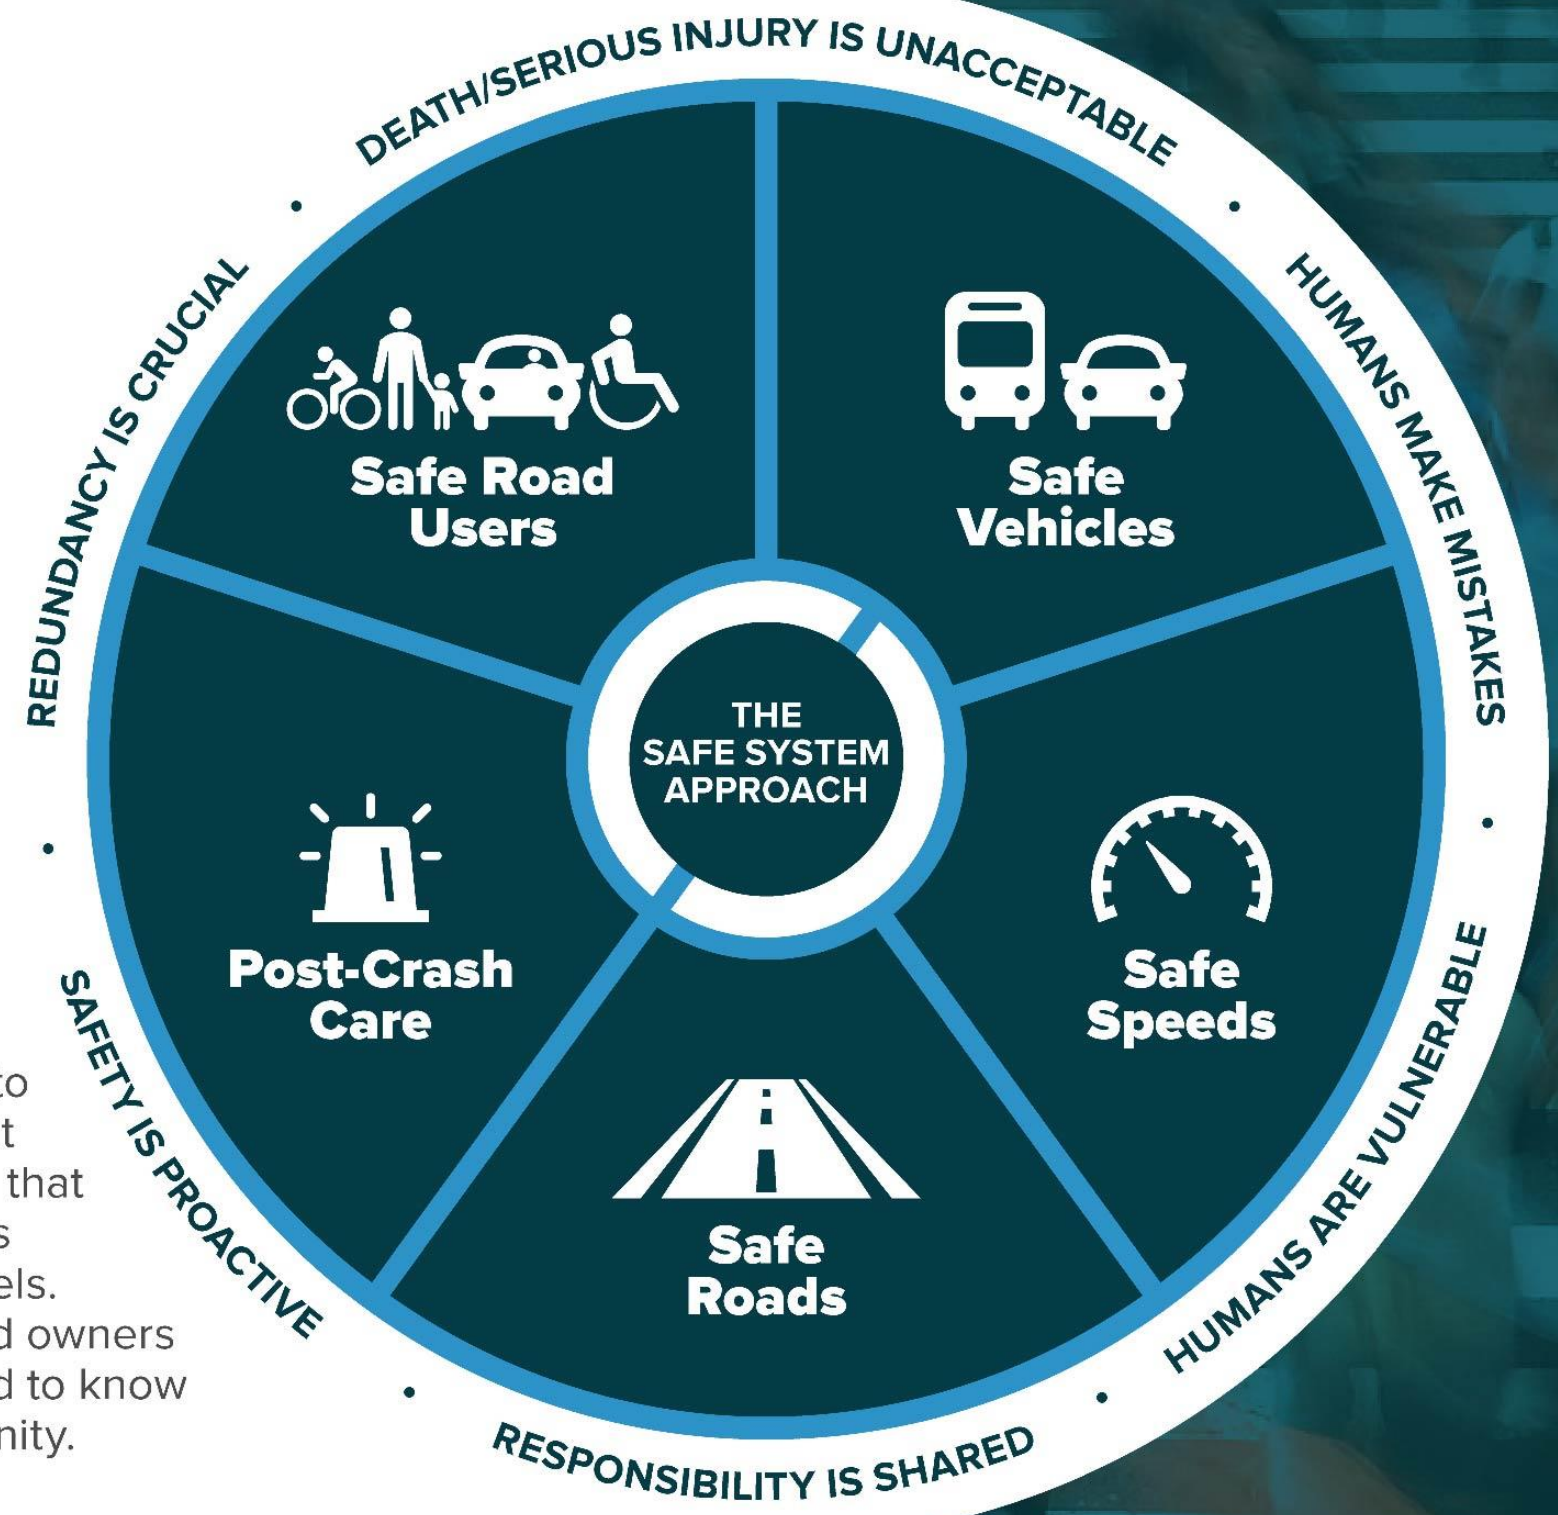 DEATH/SERIOUS INJURY IS UNACCEPTABLE
HUMANS MAKE MISTAKES
HUMANS ARE VULNERABLE
RESPONSIBILITY IS SHARED
SAFETY IS PROACTIVE
REDUNDANCY IS CRUCIAL
Safe Road
Users
Safe
Vehicles
THE
SAFE SYSTEM
APPROACH
Post-Crash
Care
Safe
Speeds
Safe
Roads
to
that
owners
to know